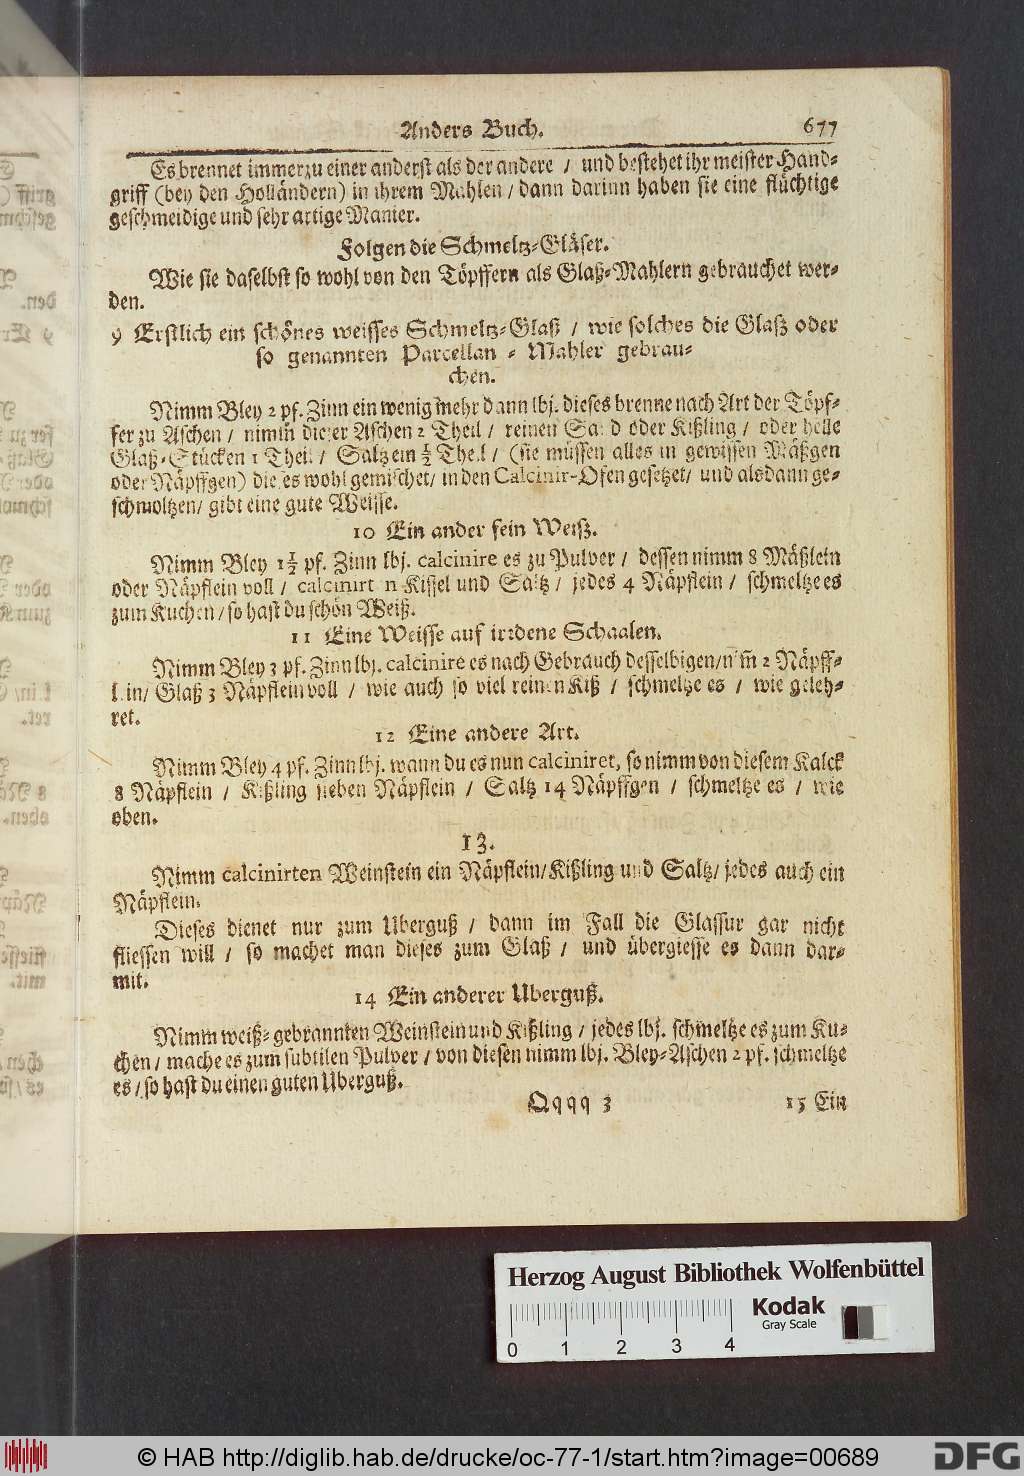 Anders Buch. 677
Es brennet immerzu einer anderst als der andere / und bestehet ihr meister Hand-
griff (bey den Holländern) in ihrem Mahlen / dann darinn haben sie eine flüchtige
geschmeidige und sehr artige Manier.
Folgen die Schmeltz-Gläser.
Wie sie daselbst so wohl von den Töpffern als Glaß-Mahlern gebrauchet wer-
den.
9 Erstlich ein schönes weisses Schmeltz-Glaß / wie solches die Glaß oder
so genannten Parcellan - Mahler gebrau-
chen.
Nimm Bley 2 pf. Zinn ein wenig mehr dann lbj. dieses brenne nach Art der Töpf-
fer zu Aschen / nimm dieser Aschen 2 Theil / reinen Sand oder Kißling / oder helle
Glaß-Stücken 1 Theil / Saltz ein ½ Theil / (sie müssen alles in gewissen Mäßgen
oder Näpffgen) dieses wohl gemischet / in den Calcinir-Ofen gesetzet / und alsdann ge-
schmoltzen / gibt eine gute Weisse.
10 Ein ander fein Weiß.
Nimm Bley 1½ pf. Zinn lbj. calcinire es zu Pulver / dessen nimm 8 Mäßlein
oder Näpflein voll / calcinirt n Kissel und Saltz / jedes 4 Näpflein / schmeltze es
zum Kuchen / so hast du schön Weiß.
11 Eine Weisse auf irrdene Schaalen.
Nimm Bley 3 pf. Zinn lbj. calcinire es nach Gebrauch desselbigen / nim̃ 2 Näpff-
lein / Glaß 3 Näpflein voll / wie auch so viel reinen Kiß / schmeltze es / wie geleh-
ret.
12 Eine andere Art.
Nimm Bley 4 pf. Zinn lbj. wann du es nun calciniret, so nimm von diesem Kalck
8 Näpflein / Kißling sieben Näpflein / Saltz 14 Näpffgen / schmeltze es / wie
oben.
13.
Nimm calcinirten Weinstein ein Näpflein / Kißling und Saltz / jedes auch ein
Näpflein.
Dieses dienet nur zum Uberguß / dann im Fall die Glassur gar nicht
fliessen will / so machet man dieses zum Glaß / und übergiesse es dann dar-
mit.
14 Ein anderer Uberguß.
Nimm weiß-gebrannten Weinstein und Kißling / jedes lbj. schmeltze es zum Ku-
chen / mache es zum subtilen Pulver / von diesen nimm lbj. Bley-Aschen 2 pf. schmeltze
es / so hast du einen guten Uberguß.
Qqqq 3 15 Ein
Herzog August Bibliothek Wolfenbüttel
Kodak
Gray Scale
0 1 2 3 4
© HAB http://diglib.hab.de/drucke/oc-77-1/start.htm?image=00689
DFG